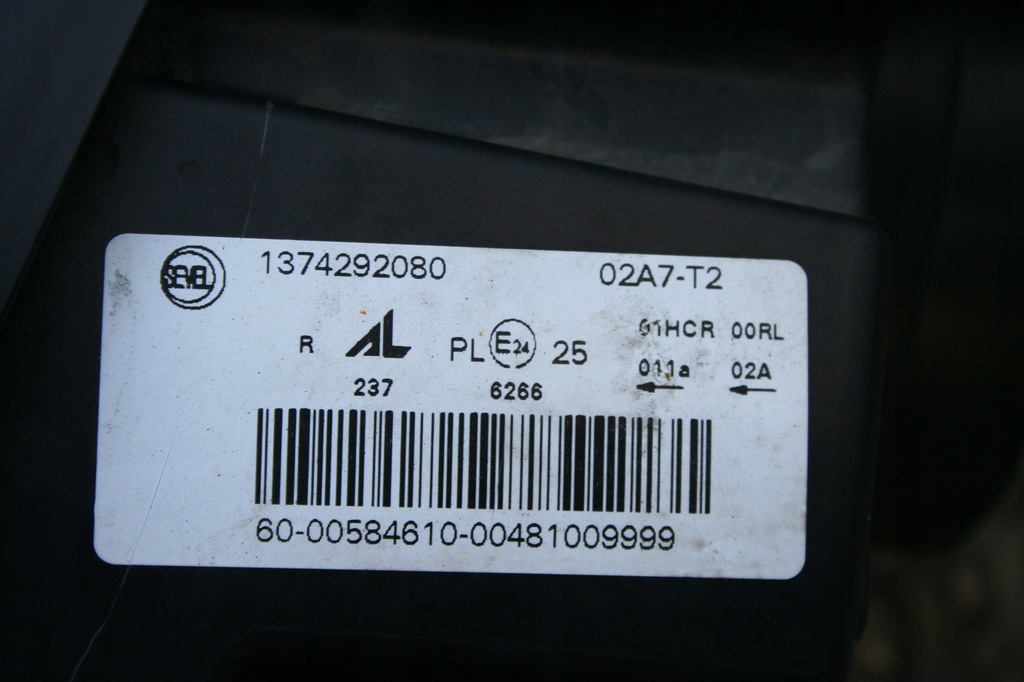 SEVEL 1374292080 02A7-T2
R AL PL E24 25 01HCR 00RL
237 6266 011a 02A
60-00584610-00481009999